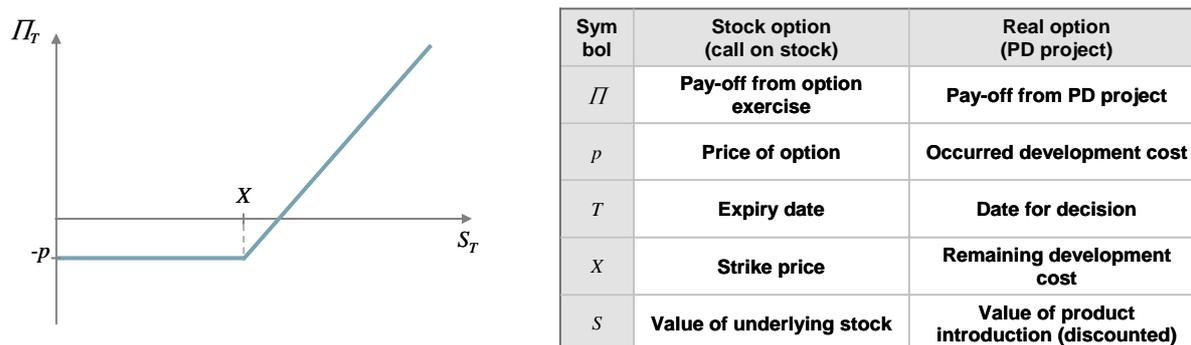 Π_T
X
S_T
-p
Sym
bol
Stock option
(call on stock)
Real option
(PD project)
Π
Pay-off from option
exercise
Pay-off from PD project
p
Price of option
Occurred development cost
T
Expiry date
Date for decision
X
Strike price
Remaining development
cost
S
Value of underlying stock
Value of product
introduction (discounted)